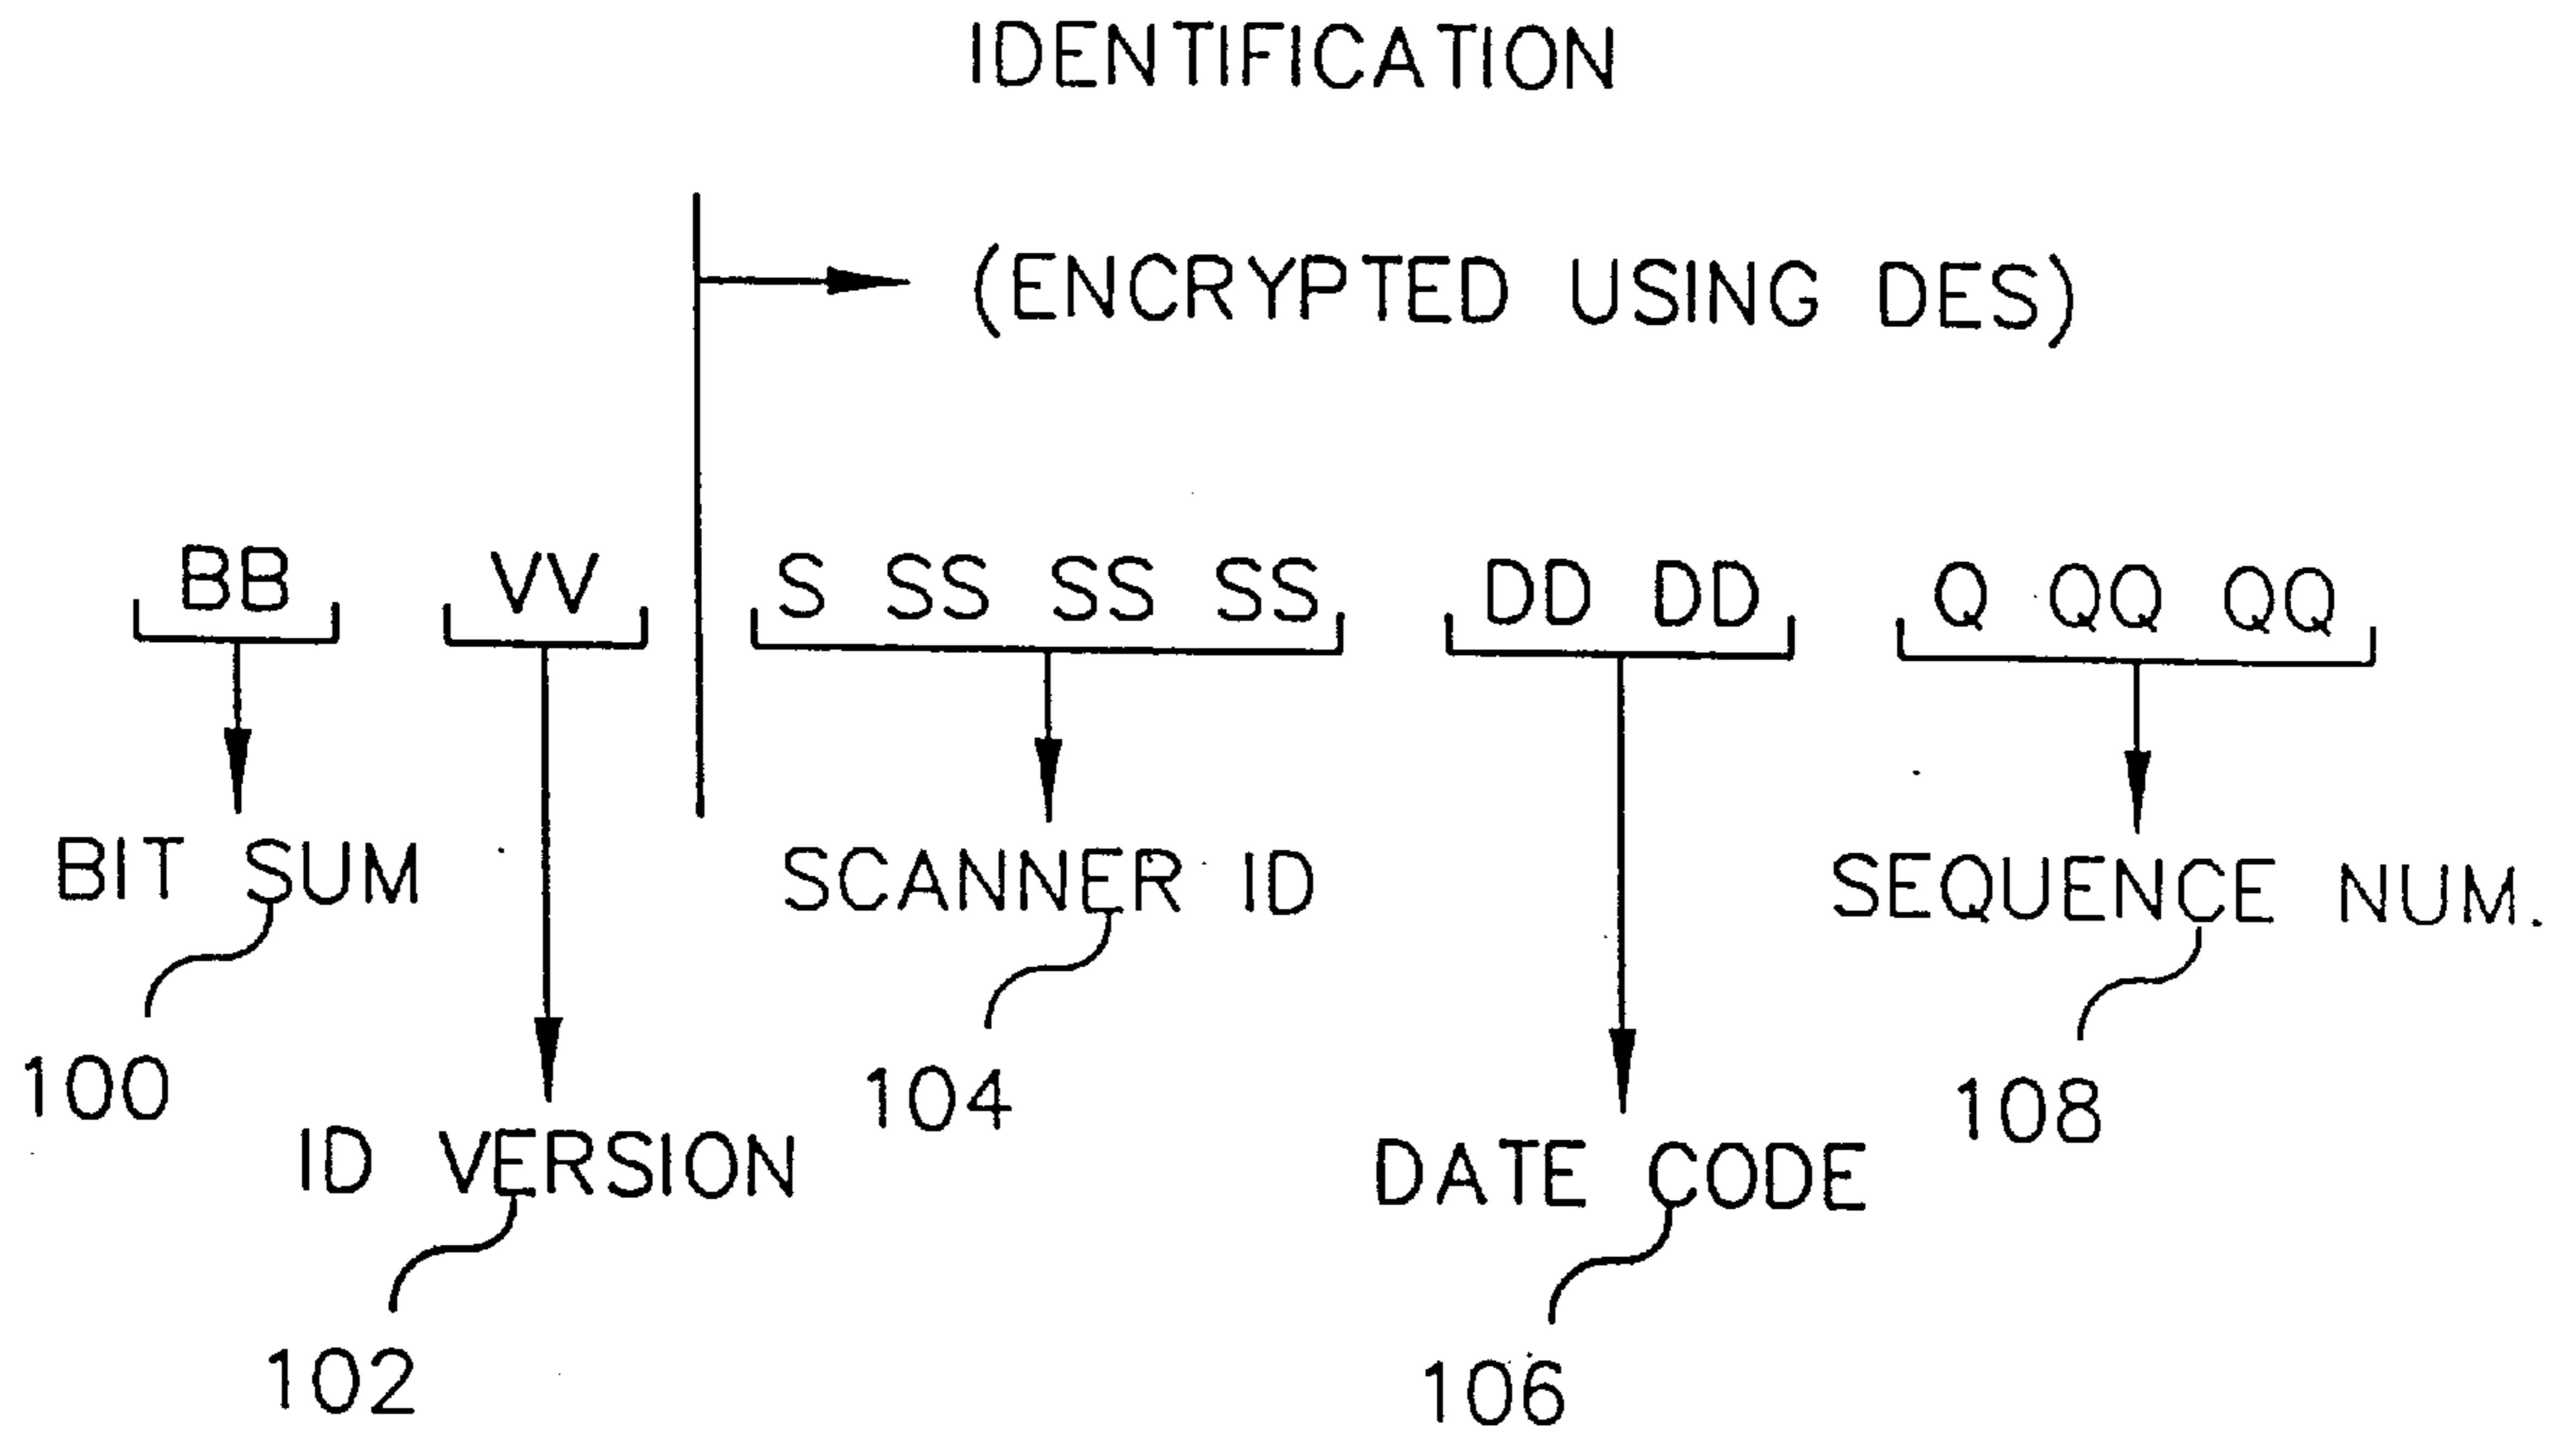 IDENTIFICATION
(ENCRYPTED USING DES)
BB VV S SS SS SS DD DD Q QQ QQ
BIT SUM SCANNER ID SEQUENCE NUM.
100 104 108
ID VERSION DATE CODE
102 106